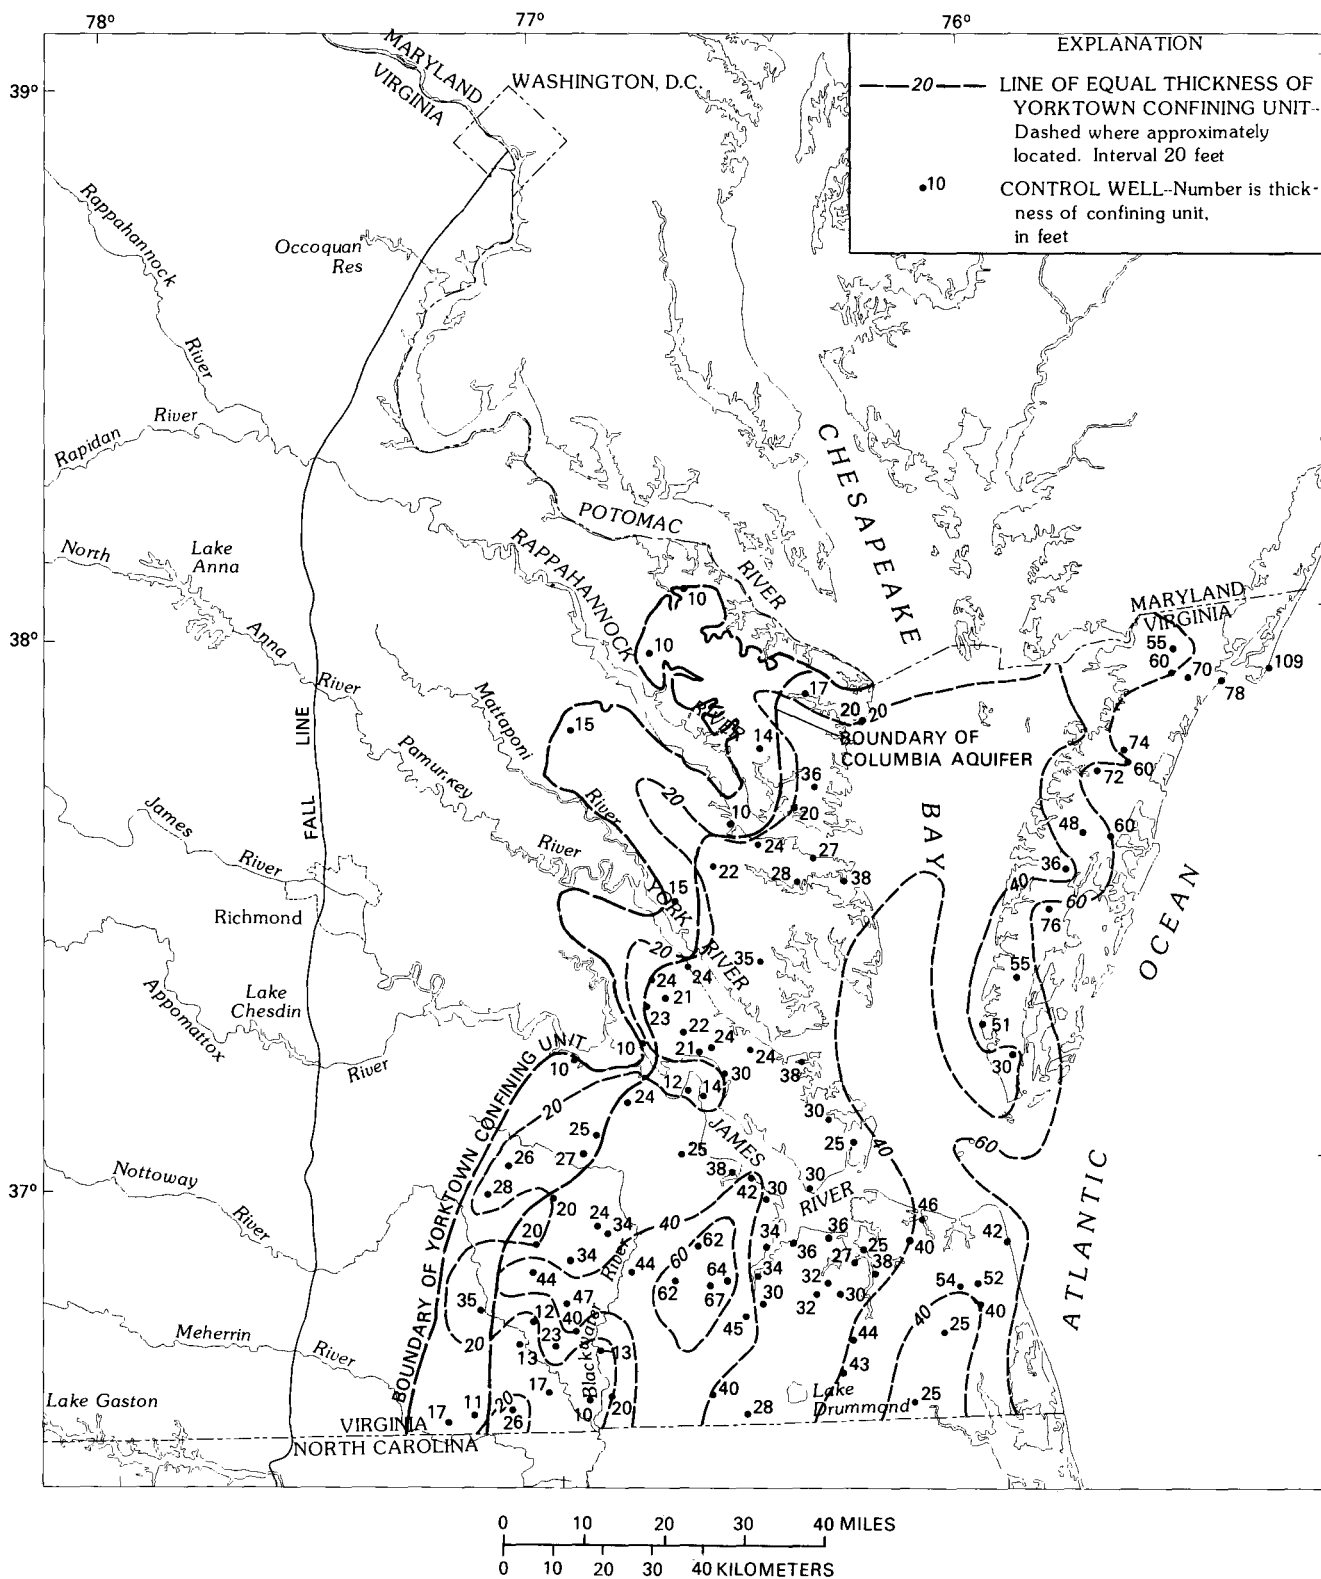 78°
77°
76°
39°
38°
37°
EXPLANATION
20
LINE OF EQUAL THICKNESS OF
YORKTOWN CONFINING UNIT--
Dashed where approximately
located. Interval 20 feet
10
CONTROL WELL--Number is thick-
ness of confining unit,
in feet
MARYLAND
VIRGINIA
WASHINGTON, D.C.
Rappahannock
River
Occoquan
Res
Rapidan
River
CHESAPEAKE
BAY
POTOMAC
RIVER
RAPPAHANNOCK
RIVER
North
Anna
River
Lake
Anna
MARYLAND
VIRGINIA
10
10
55
60
70
78
109
17
20
20
15
14
BOUNDARY OF
COLUMBIA AQUIFER
74
60
72
Mattaponi
River
Pamunkey
River
36
20
10
20
48
60
James
River
FALL
LINE
24
27
22
28
38
36
40
60
76
Richmond
15
YORK
RIVER
20
24
24
35
55
OCEAN
Appomattox
River
Lake
Chesdin
21
23
22
24
21
24
38
51
30
10
10
30
12
14
24
BOUNDARY OF YORKTOWN CONFINING UNIT
20
JAMES
RIVER
30
25
40
60
25
27
26
25
38
28
42
30
30
Nottoway
River
20
24
34
40
46
42
ATLANTIC
20
34
62
60
34
36
36
25
40
44
44
62
64
67
34
27
38
32
54
52
35
47
30
32
30
40
12
40
45
40
25
20
23
13
13
44
Meherrin
River
Blackwater
River
43
17
10
20
40
28
Lake
Drummond
25
17
11
20
26
Lake Gaston
VIRGINIA
NORTH CAROLINA
0 10 20 30 40 MILES
0 10 20 30 40 KILOMETERS